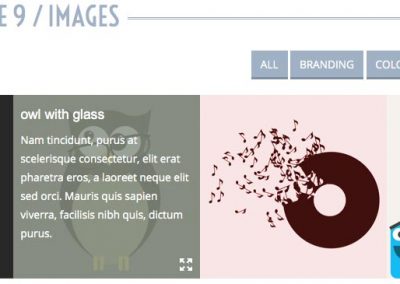 E 9 / IMAGES
ALL
BRANDING
COLO
owl with glass
Nam tincidunt, purus at
scelerisque consectetur, elit erat
pharetra eros, a laoreet neque elit
sed orci. Mauris quis sapien
viverra, facilisis nibh quis, dictum
purus.